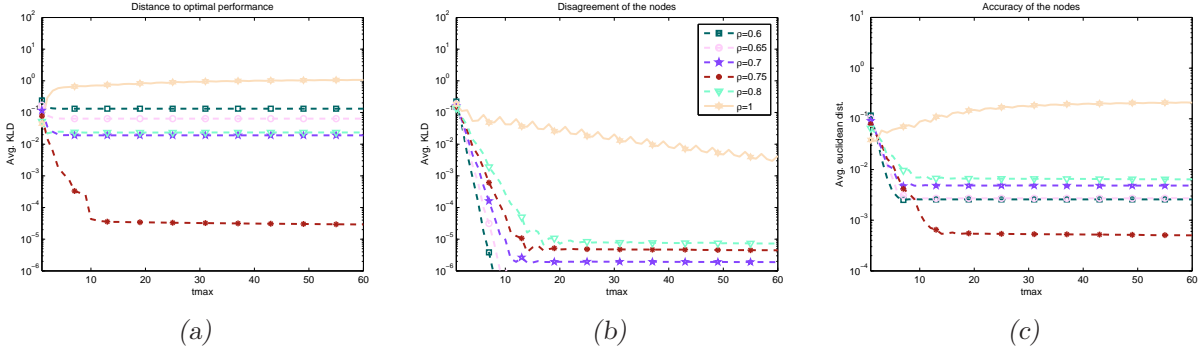 Distance to optimal performance
10^2
10^1
10^0
10^-1
10^-2
10^-3
10^-4
10^-5
10^-6
Avg. KLD
10 20 30 40 50 60
tmax
(a)
Disagreement of the nodes
10^2
10^1
10^0
10^-1
10^-2
10^-3
10^-4
10^-5
10^-6
Avg. KLD
ρ=0.6
ρ=0.65
ρ=0.7
ρ=0.75
ρ=0.8
ρ=1
10 20 30 40 50 60
tmax
(b)
Accuracy of the nodes
10^1
10^0
10^-1
10^-2
10^-3
10^-4
Avg. euclidean dist.
10 20 30 40 50 60
tmax
(c)